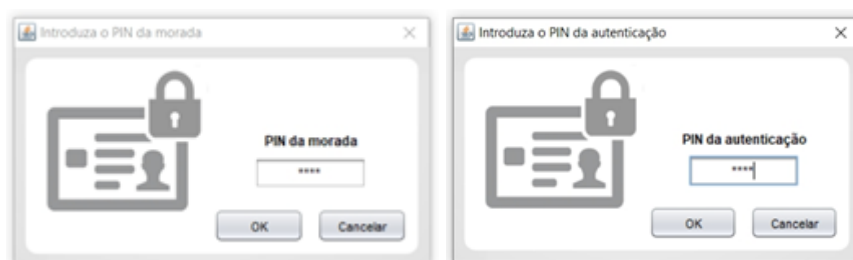 Introduza o PIN da morada
PIN da morada
****
OK
Cancelar
Introduza o PIN da autenticação
PIN da autenticação
****
OK
Cancelar